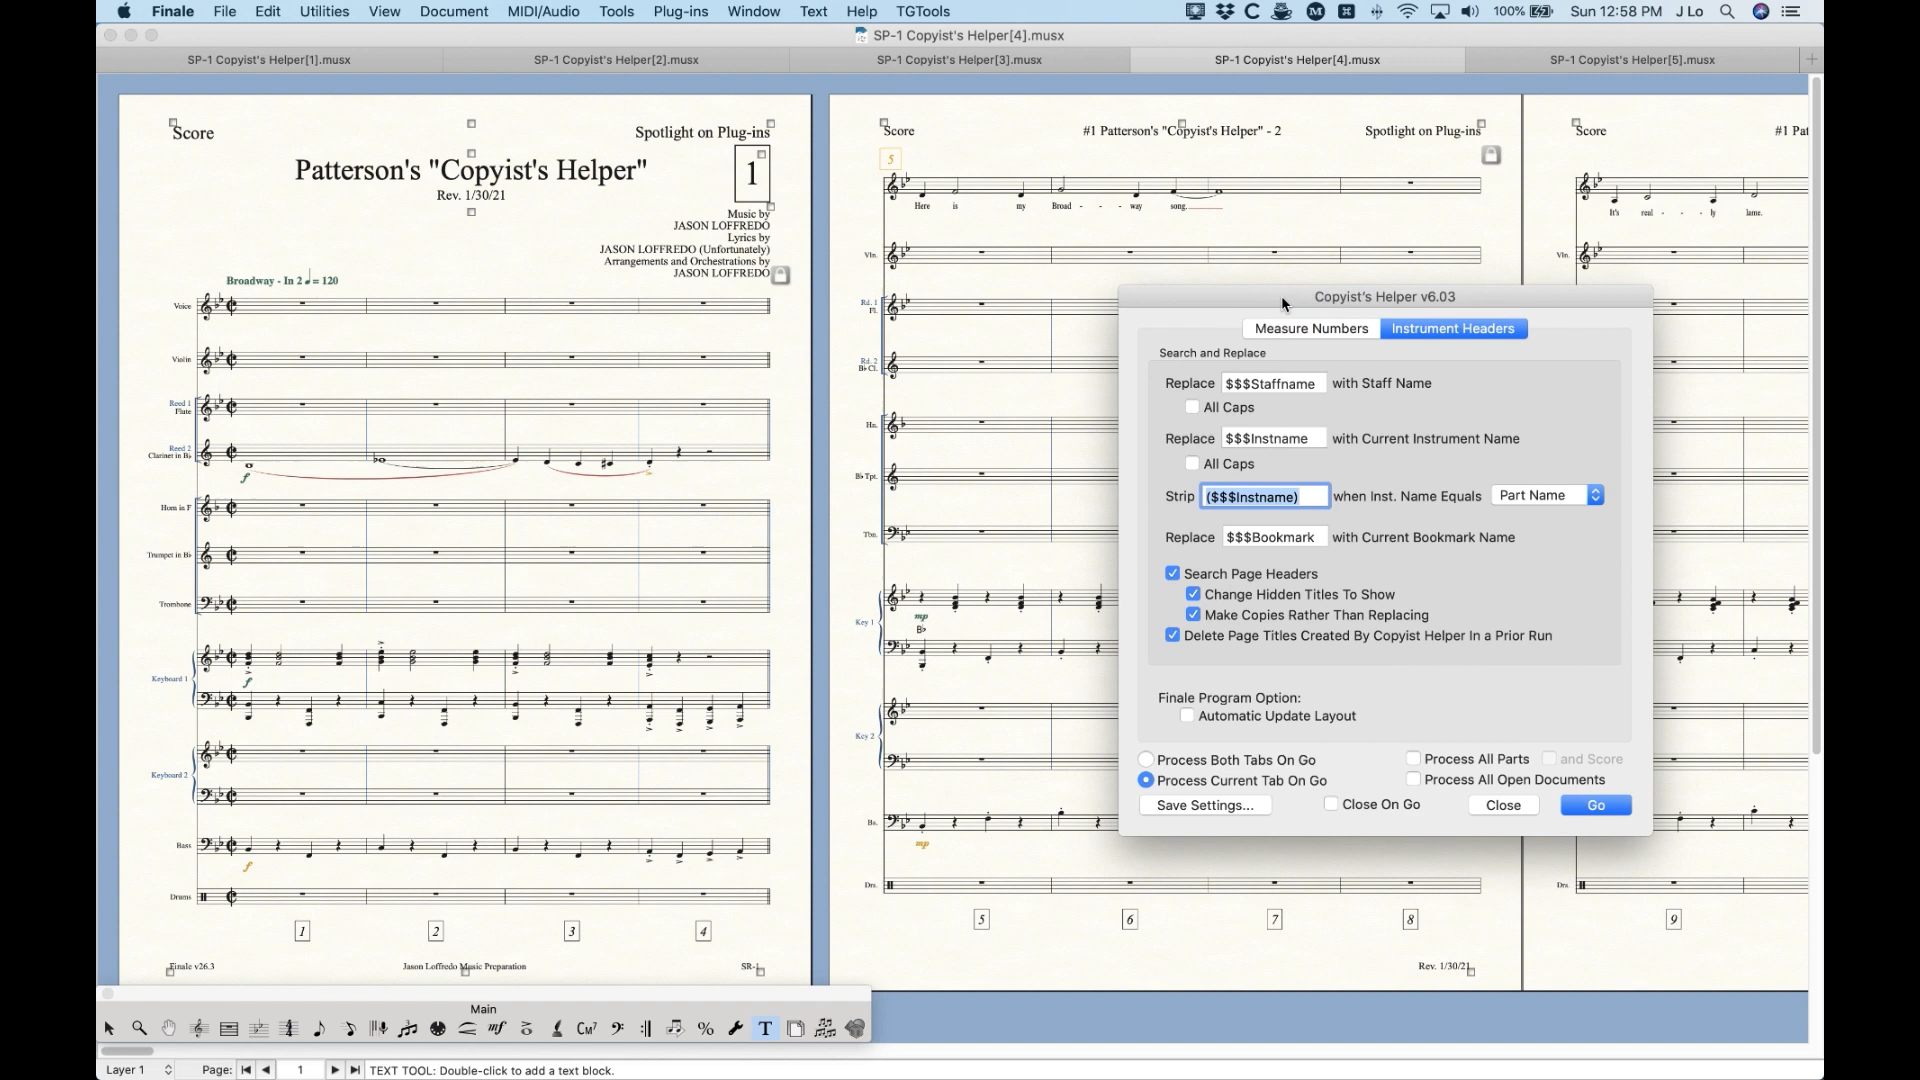 Finale File Edit Utilities View Document MIDI/Audio Tools Plug-ins Window Text Help TGTools 100% Sun 12:58 PM J Lo
SP-1 Copyist's Helper[4].musx
SP-1 Copyist's Helper[1].musx SP-1 Copyist's Helper[2].musx SP-1 Copyist's Helper[3].musx SP-1 Copyist's Helper[4].musx SP-1 Copyist's Helper[5].musx
Score
Spotlight on Plug-ins
Patterson's "Copyist's Helper"
1
Rev. 1/30/21
Music by
JASON LOFFREDO
Lyrics by
JASON LOFFREDO (Unfortunately)
Arrangements and Orchestrations by
JASON LOFFREDO
Broadway - In 2 = 120
Voice
Violin
Reed 1
Flute
Reed 2
Clarinet in B♭
f
Horn in F
Trumpet in B♭
Trombone
Keyboard 1
f
Keyboard 2
Bass
f
Drums
1 2 3 4
Finale v26.3 Jason Loffredo Music Preparation SR-1
Score #1 Patterson's "Copyist's Helper" - 2 Spotlight on Plug-ins
5
Here is my Broad - - - way song.
Vln.
Rd. 1
Fl.
Rd. 2
B♭ Cl.
Hn.
B♭ Tpt.
Tbn.
Key 1
mp
B♭
Key 2
Bs.
mp
Drs.
5 6 7 8
Rev. 1/30/21
Score #1 Pat
It's real - - - ly lame.
Vln.
Drs.
9
Copyist's Helper v6.03
Measure Numbers Instrument Headers
Search and Replace
Replace $$$Staffname with Staff Name
All Caps
Replace $$$Instname with Current Instrument Name
All Caps
Strip ($$$Instname) when Inst. Name Equals Part Name
Replace $$$Bookmark with Current Bookmark Name
Search Page Headers
Change Hidden Titles To Show
Make Copies Rather Than Replacing
Delete Page Titles Created By Copyist Helper In a Prior Run
Finale Program Option:
Automatic Update Layout
Process Both Tabs On Go Process All Parts and Score
Process Current Tab On Go Process All Open Documents
Save Settings... Close On Go Close Go
Main
mf CM7 % T
Layer 1 Page: 1 TEXT TOOL: Double-click to add a text block.